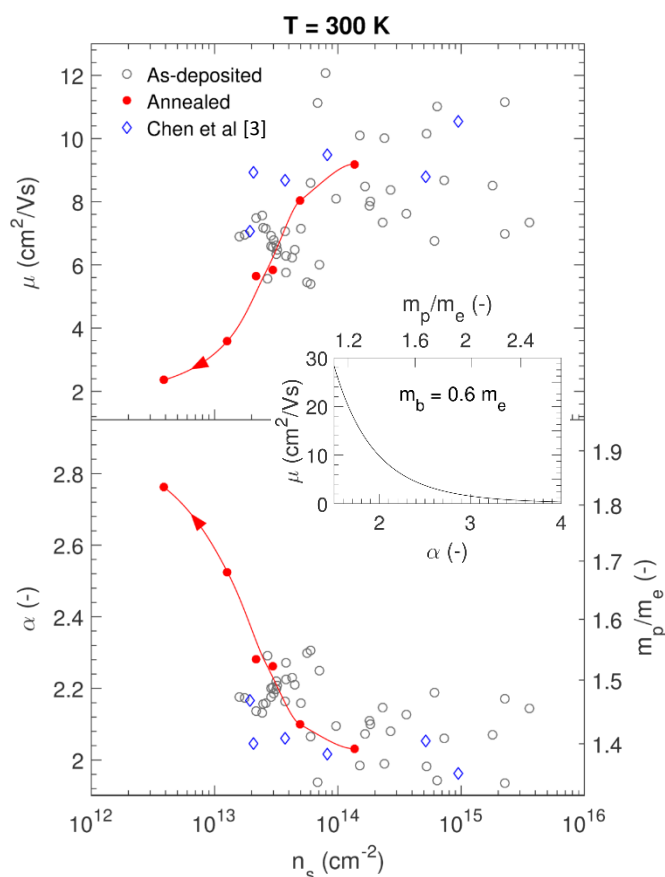 T = 300 K
12
10
8
6
4
2
μ (cm²/Vs)
As-deposited
Annealed
Chen et al [3]
m_p/m_e (-)
1.2 1.6 2 2.4
30
20
10
0
μ (cm²/Vs)
m_b = 0.6 m_e
2 3 4
α (-)
2.8
2.6
2.4
2.2
2
α (-)
1.9
1.8
1.7
1.6
1.5
1.4
m_p/m_e (-)
10¹² 10¹³ 10¹⁴ 10¹⁵ 10¹⁶
n_s (cm⁻²)